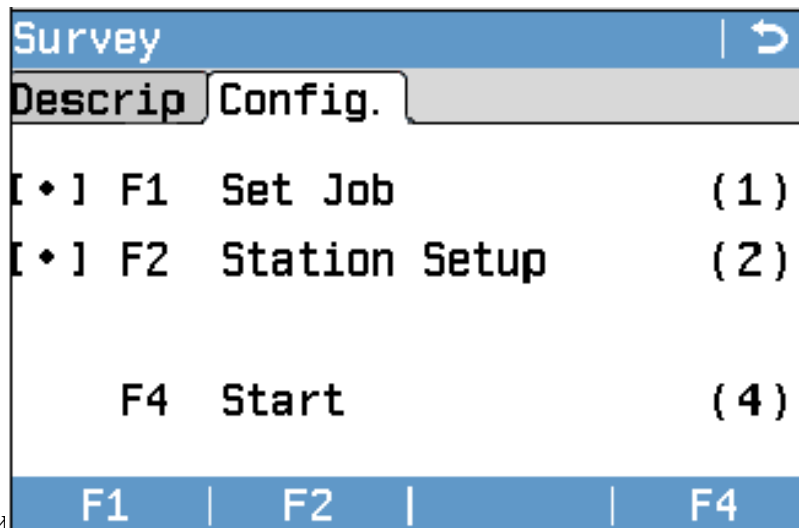 Survey
Descrip Config.
[•] F1 Set Job (1)
[•] F2 Station Setup (2)
F4 Start (4)
F1 | F2 | | F4